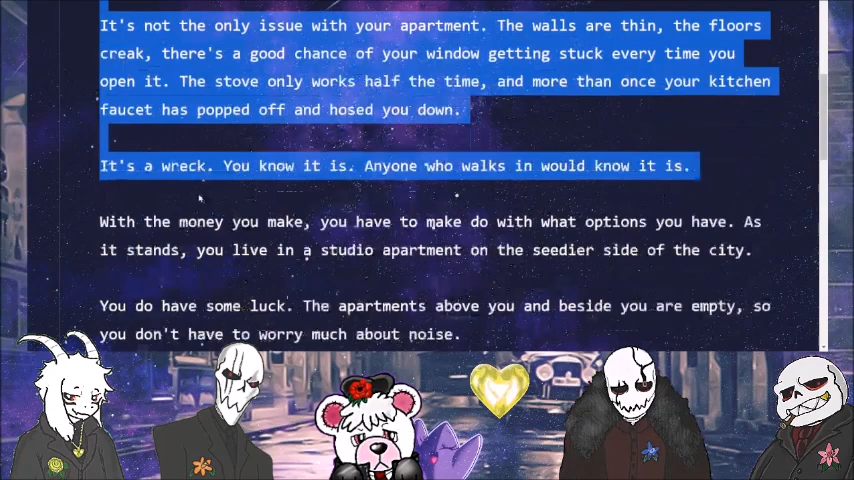 It's not the only issue with your apartment. The walls are thin, the floors
creak, there's a good chance of your window getting stuck every time you
open it. The stove only works half the time, and more than once your kitchen
faucet has popped off and hosed you down.
It's a wreck. You know it is. Anyone who walks in would know it is.
With the money you make, you have to make do with what options you have. As
it stands, you live in a studio apartment on the seedier side of the city.
You do have some luck. The apartments above you and beside you are empty, so
you don't have to worry much about noise.